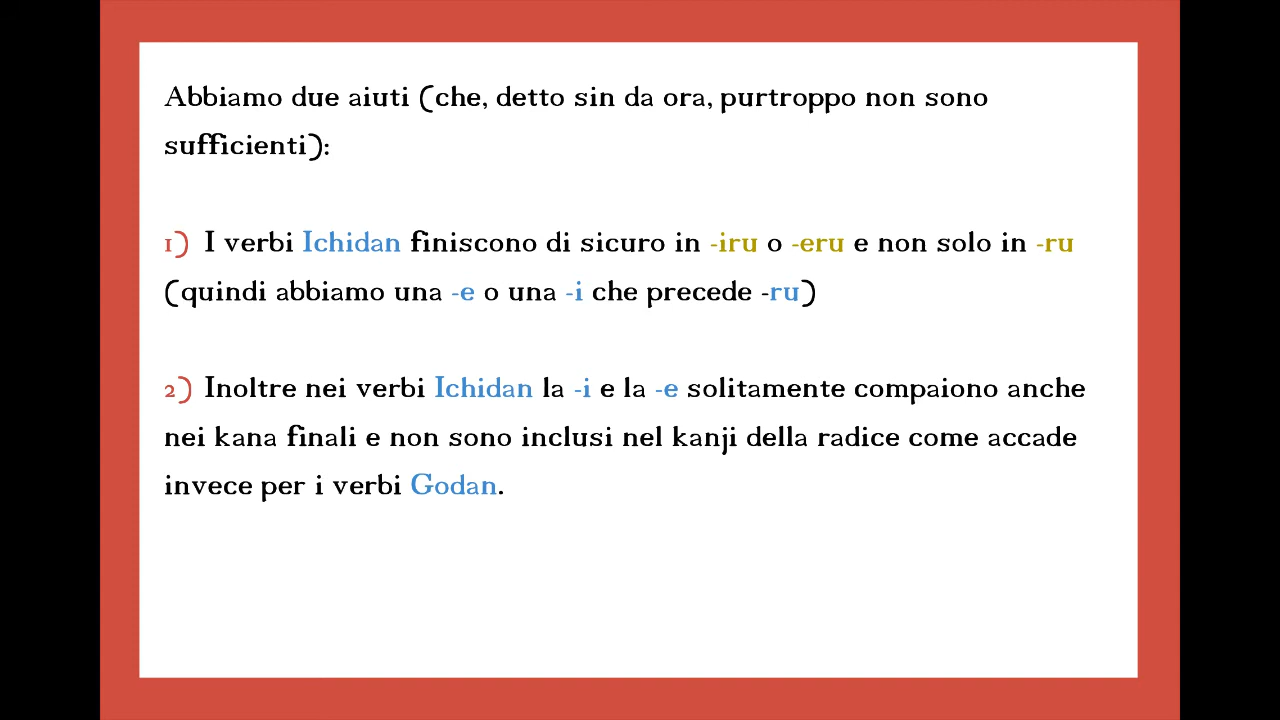 Abbiamo due aiuti (che, detto sin da ora, purtroppo non sono
sufficienti):
1) I verbi Ichidan finiscono di sicuro in -iru o -eru e non solo in -ru
(quindi abbiamo una -e o una -i che precede -ru)
2) Inoltre nei verbi Ichidan la -i e la -e solitamente compaiono anche
nei kana finali e non sono inclusi nel kanji della radice come accade
invece per i verbi Godan.